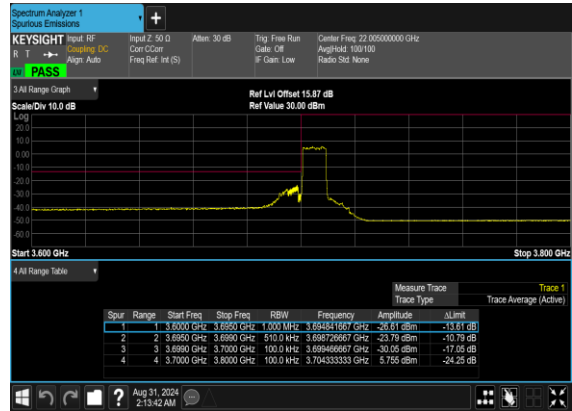 Spectrum Analyzer 1
Spurious Emissions
KEYSIGHT Input: RF Input Z: 50 Ω Atten: 30 dB Trig: Free Run Center Freq: 22.005000000 GHz
R T Coupling: DC Corr CCorr Gate: Off Avg|Hold: 100/100
Align: Auto Freq Ref: Int (S) IF Gain: Low Radio Std: None
PASS
3 All Range Graph
Ref Lvl Offset 15.87 dB
Scale/Div 10.0 dB Ref Value 30.00 dBm
Log
20.0
10.0
0.00
-10.0
-20.0
-30.0
-40.0
-50.0
-60.0
Start 3.600 GHz Stop 3.800 GHz
4 All Range Table
Measure Trace Trace 1
Trace Type Trace Average (Active)
Spur Range Start Freq Stop Freq RBW Frequency Amplitude ΔLimit
1 1 3.6000 GHz 3.6950 GHz 1.000 MHz 3.694841667 GHz -26.61 dBm -13.61 dB
2 2 3.6950 GHz 3.6990 GHz 510.0 kHz 3.698726667 GHz -23.79 dBm -10.79 dB
3 3 3.6990 GHz 3.7000 GHz 100.0 kHz 3.699466667 GHz -30.05 dBm -17.05 dB
4 4 3.7000 GHz 3.8000 GHz 100.0 kHz 3.704333333 GHz 5.755 dBm -24.25 dB
Aug 31, 2024
2:13:42 AM